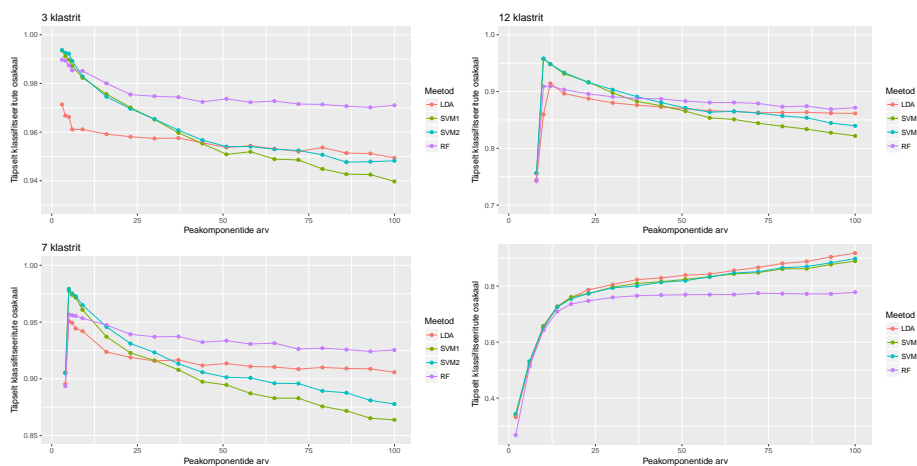 3 klastrit
Täpselt klassifitseeritute osakaal
1.00
0.98
0.96
0.94
0
25
50
75
100
Peakomponentide arv
Meetod
LDA
SVM1
SVM2
RF
12 klastrit
Täpselt klassifitseeritute osakaal
1.0
0.9
0.8
0.7
0
25
50
75
100
Peakomponentide arv
Meetod
LDA
SVM1
SVM2
RF
7 klastrit
Täpselt klassifitseeritute osakaal
1.00
0.95
0.90
0.85
0
25
50
75
100
Peakomponentide arv
Meetod
LDA
SVM1
SVM2
RF
Täpselt klassifitseeritute osakaal
0.8
0.6
0.4
0
25
50
75
100
Peakomponentide arv
Meetod
LDA
SVM
SVM
RF